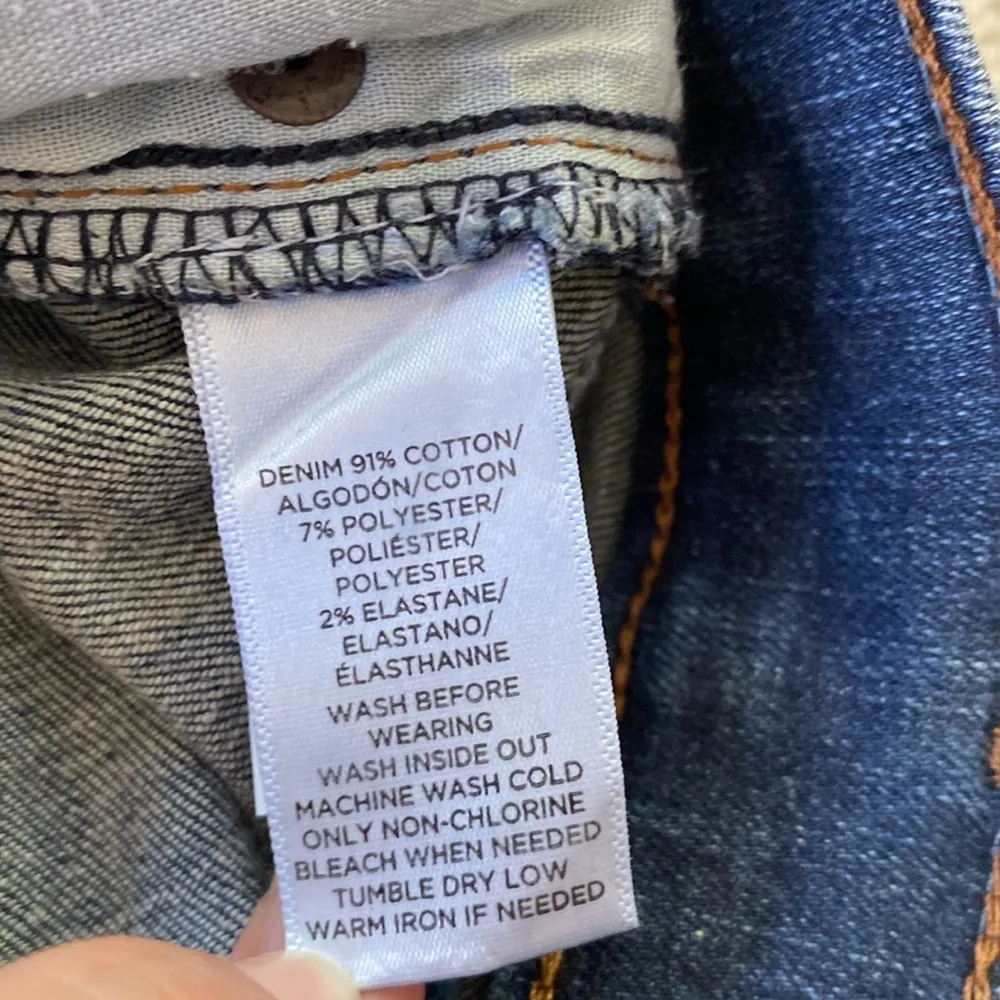 DENIM 91% COTTON/
ALGODÓN/COTON
7% POLYESTER/
POLIÉSTER/
POLYESTER
2% ELASTANE/
ELASTANO/
ÉLASTHANNE
WASH BEFORE
WEARING
WASH INSIDE OUT
MACHINE WASH COLD
ONLY NON-CHLORINE
BLEACH WHEN NEEDED
TUMBLE DRY LOW
WARM IRON IF NEEDED